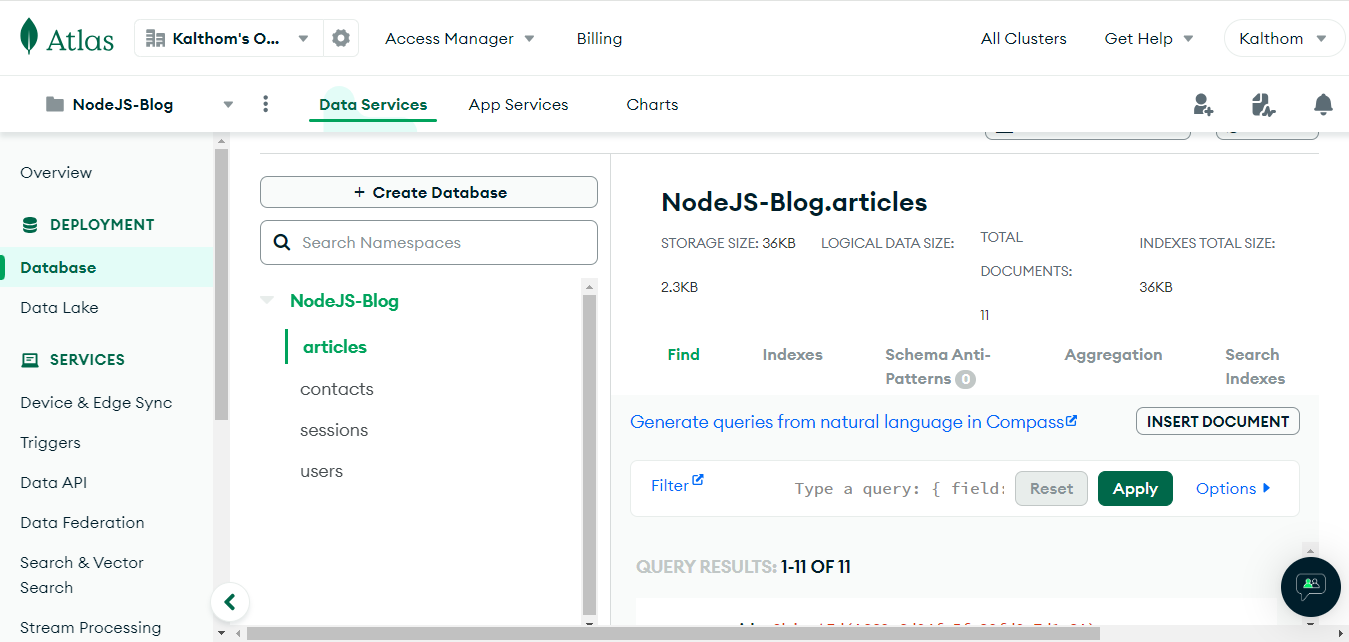 Atlas
Kalthom's O...
Access Manager
Billing
All Clusters
Get Help
Kalthom
NodeJS-Blog
Data Services
App Services
Charts
Overview
DEPLOYMENT
Database
Data Lake
SERVICES
Device & Edge Sync
Triggers
Data API
Data Federation
Search & Vector
Search
Stream Processing
+ Create Database
Search Namespaces
NodeJS-Blog
articles
contacts
sessions
users
NodeJS-Blog.articles
STORAGE SIZE: 36KB
LOGICAL DATA SIZE:
2.3KB
TOTAL
DOCUMENTS:
11
INDEXES TOTAL SIZE:
36KB
Find
Indexes
Schema Anti-
Patterns 0
Aggregation
Search
Indexes
Generate queries from natural language in Compass
INSERT DOCUMENT
Filter
Type a query: { field:
Reset
Apply
Options
QUERY RESULTS: 1-11 OF 11